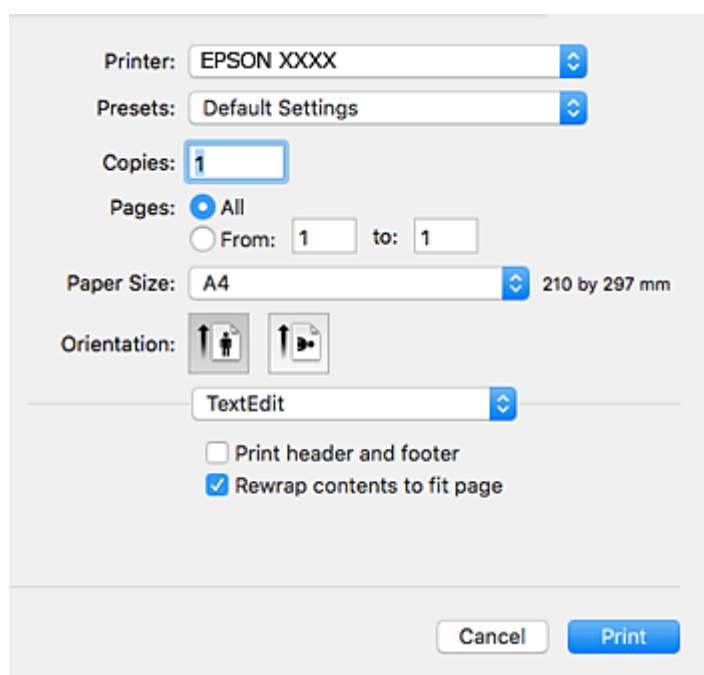 Printer: EPSON XXXX
Presets: Default Settings
Copies: 1
Pages: All
From: 1 to: 1
Paper Size: A4 210 by 297 mm
Orientation:
TextEdit
Print header and footer
Rewrap contents to fit page
Cancel Print